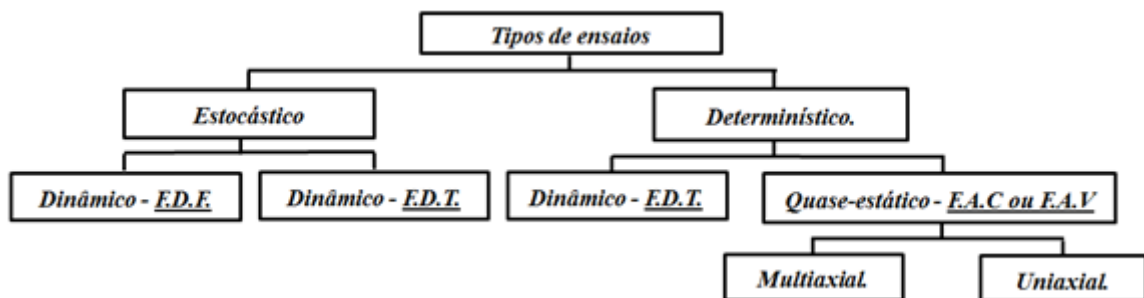 Tipos de ensaios
Estocástico
Determinístico.
Dinâmico - F.D.F.
Dinâmico - F.D.T.
Dinâmico - F.D.T.
Quase-estático - F.A.C ou F.A.V
Multiaxial.
Uniaxial.